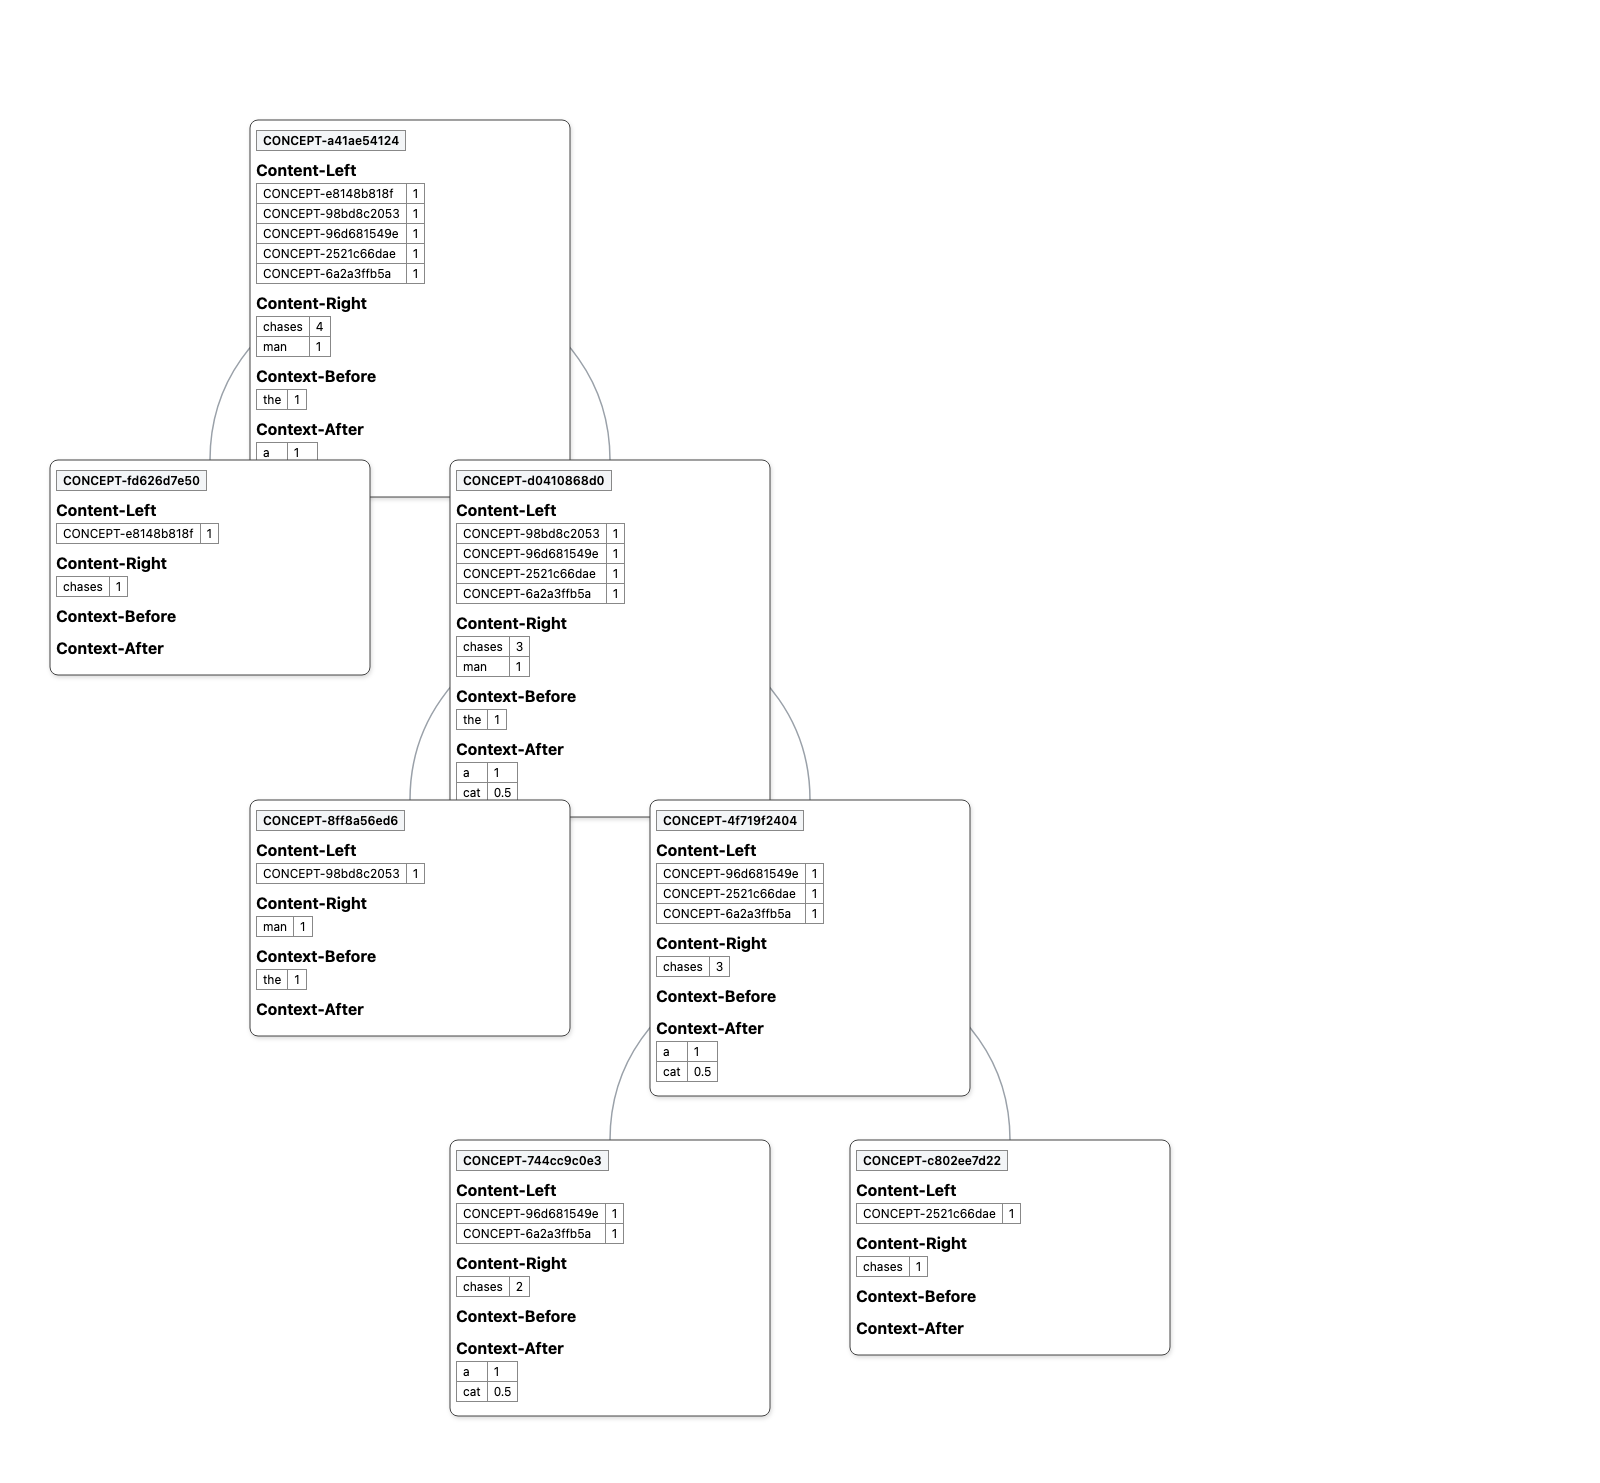 CONCEPT-a41ae54124
Content-Left
CONCEPT-e8148b818f 1
CONCEPT-98bd8c2053 1
CONCEPT-96d681549e 1
CONCEPT-2521c66dae 1
CONCEPT-6a2a3ffb5a 1
Content-Right
chases 4
man 1
Context-Before
the 1
Context-After
a 1
CONCEPT-fd626d7e50
Content-Left
CONCEPT-e8148b818f 1
Content-Right
chases 1
Context-Before
Context-After
CONCEPT-d0410868d0
Content-Left
CONCEPT-98bd8c2053 1
CONCEPT-96d681549e 1
CONCEPT-2521c66dae 1
CONCEPT-6a2a3ffb5a 1
Content-Right
chases 3
man 1
Context-Before
the 1
Context-After
a 1
cat 0.5
CONCEPT-8ff8a56ed6
Content-Left
CONCEPT-98bd8c2053 1
Content-Right
man 1
Context-Before
the 1
Context-After
CONCEPT-4f719f2404
Content-Left
CONCEPT-96d681549e 1
CONCEPT-2521c66dae 1
CONCEPT-6a2a3ffb5a 1
Content-Right
chases 3
Context-Before
Context-After
a 1
cat 0.5
CONCEPT-744cc9c0e3
Content-Left
CONCEPT-96d681549e 1
CONCEPT-6a2a3ffb5a 1
Content-Right
chases 2
Context-Before
Context-After
a 1
cat 0.5
CONCEPT-c802ee7d22
Content-Left
CONCEPT-2521c66dae 1
Content-Right
chases 1
Context-Before
Context-After